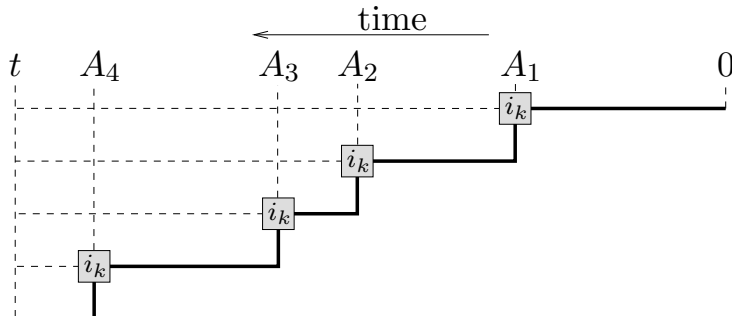 time
t A₄ A₃ A₂ A₁ 0
iₖ
iₖ
iₖ
iₖ